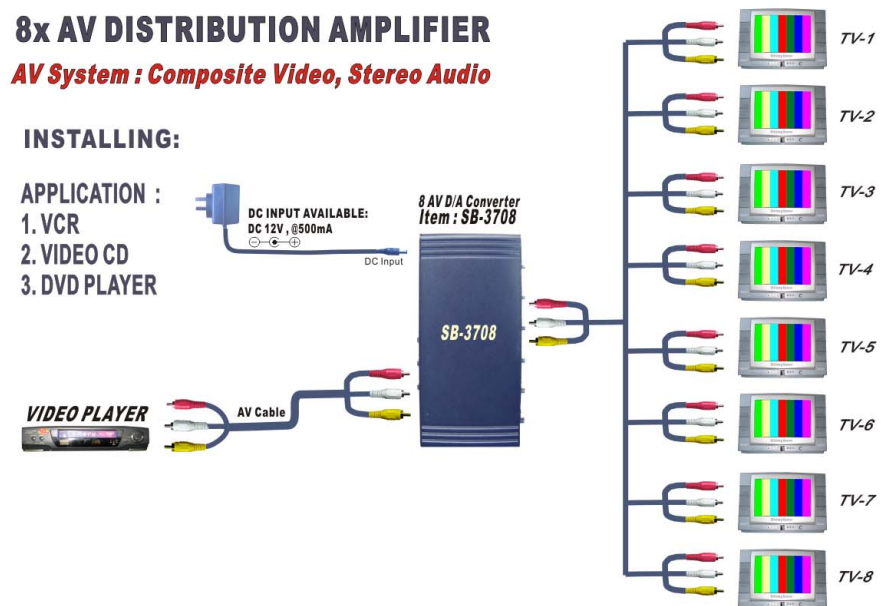 8x AV DISTRIBUTION AMPLIFIER
AV System : Composite Video, Stereo Audio
INSTALLING:
APPLICATION :
1. VCR
2. VIDEO CD
3. DVD PLAYER
DC INPUT AVAILABLE:
DC 12V , @500mA
DC Input
8 AV D/A Converter
Item : SB-3708
SB-3708
VIDEO PLAYER
AV Cable
TV-1
TV-2
TV-3
TV-4
TV-5
TV-6
TV-7
TV-8